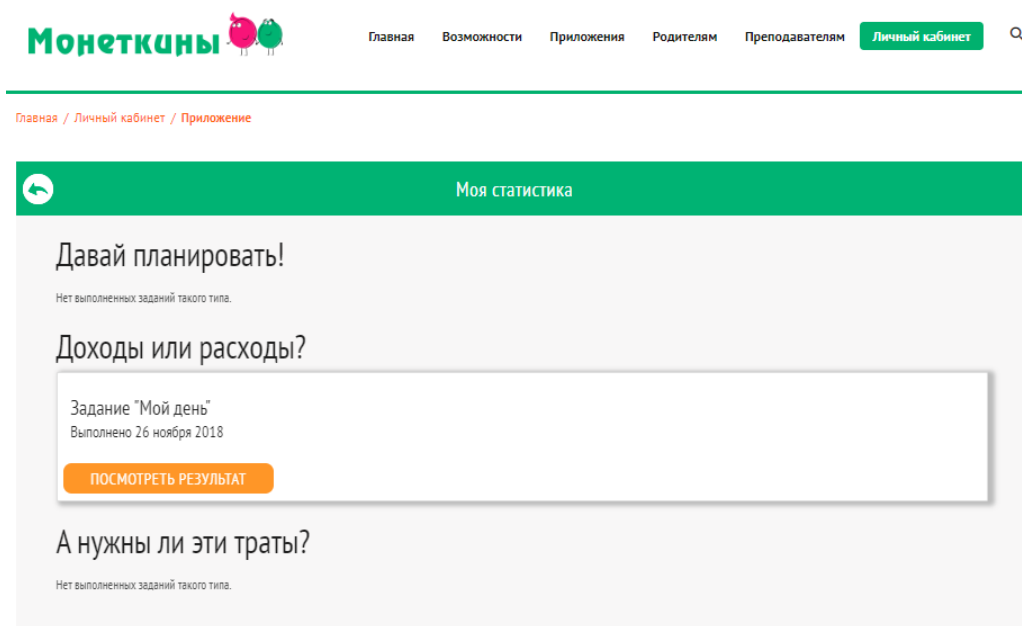 Монеткины
Главная Возможности Приложения Родителям Преподавателям Личный кабинет
Главная / Личный кабинет / Приложение
Моя статистика
Давай планировать!
Нет выполненных заданий такого типа.
Доходы или расходы?
Задание "Мой день"
Выполнено 26 ноября 2018
ПОСМОТРЕТЬ РЕЗУЛЬТАТ
А нужны ли эти траты?
Нет выполненных заданий такого типа.